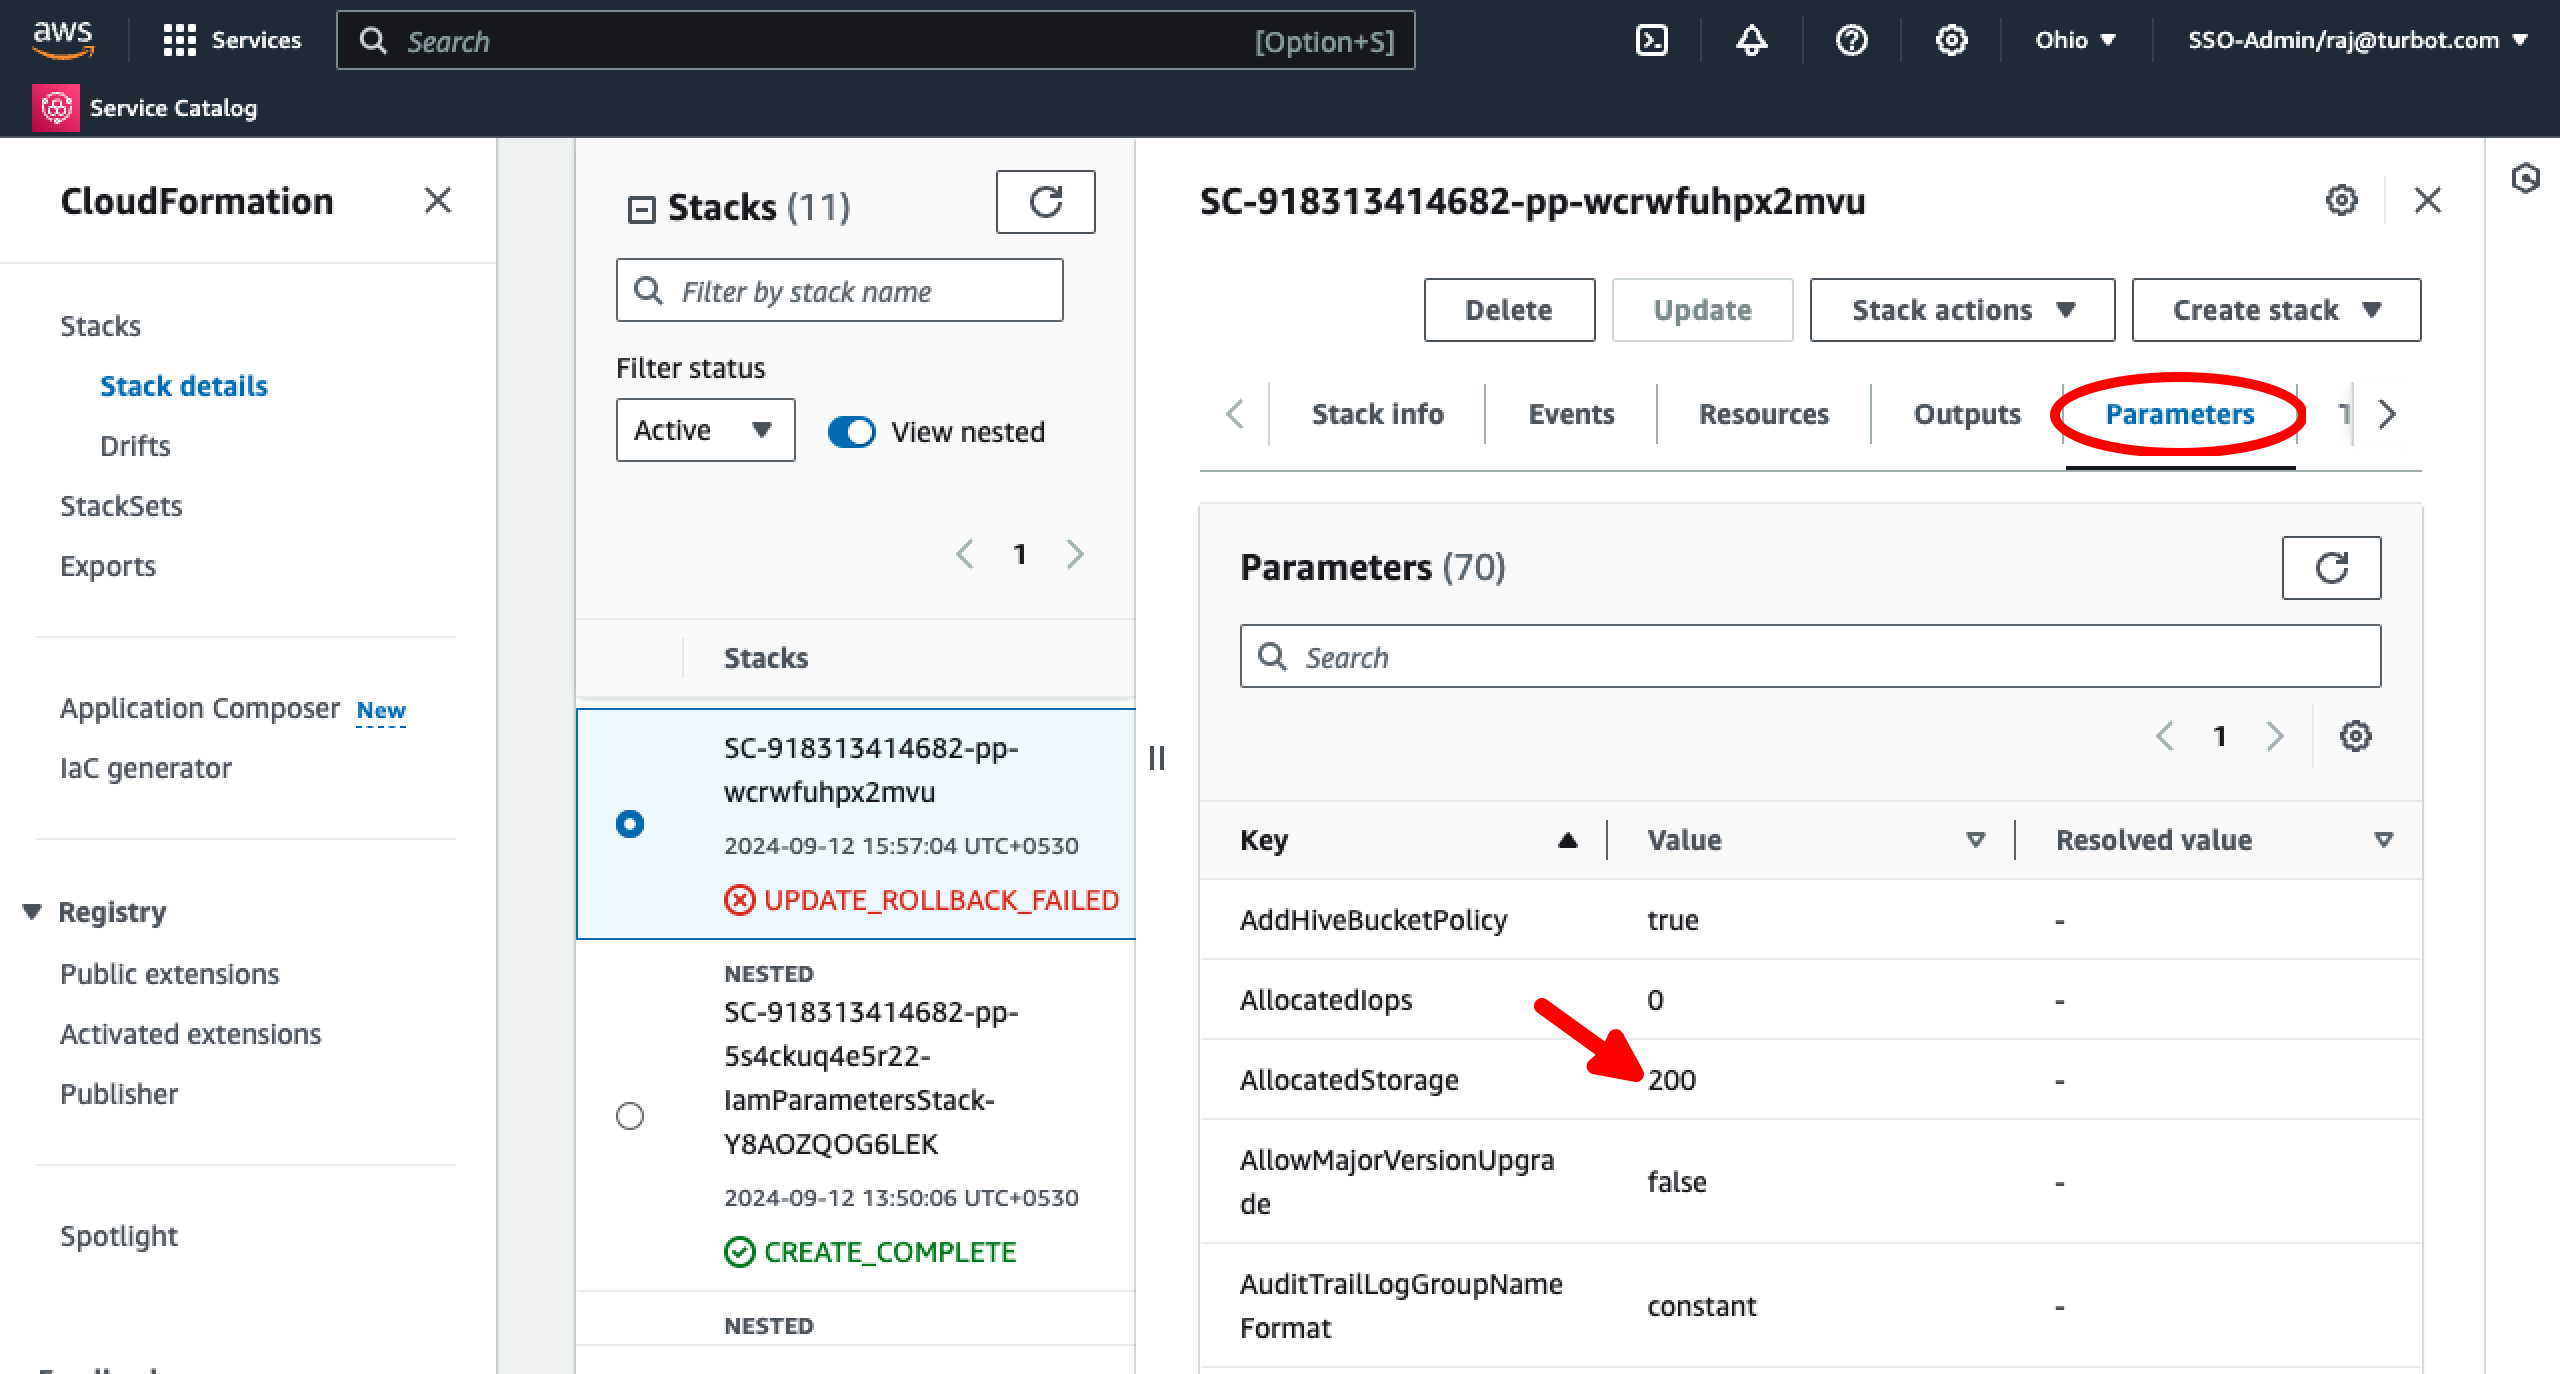 aws
Services
Search
[Option+S]
Ohio
SSO-Admin/raj@turbot.com
Service Catalog
CloudFormation
Stacks
Stack details
Drifts
StackSets
Exports
Application Composer New
IaC generator
Registry
Public extensions
Activated extensions
Publisher
Spotlight
Stacks (11)
Filter by stack name
Filter status
Active
View nested
1
Stacks
SC-918313414682-pp-
wcrwfuhpx2mvu
2024-09-12 15:57:04 UTC+0530
UPDATE_ROLLBACK_FAILED
NESTED
SC-918313414682-pp-
5s4ckuq4e5r22-
IamParametersStack-
Y8AOZQOG6LEK
2024-09-12 13:50:06 UTC+0530
CREATE_COMPLETE
NESTED
SC-918313414682-pp-wcrwfuhpx2mvu
Delete
Update
Stack actions
Create stack
Stack info
Events
Resources
Outputs
Parameters
Parameters (70)
Search
1
Key
Value
Resolved value
AddHiveBucketPolicy
true
-
AllocatedIops
0
-
AllocatedStorage
200
-
AllowMajorVersionUpgra
de
false
-
AuditTrailLogGroupName
Format
constant
-